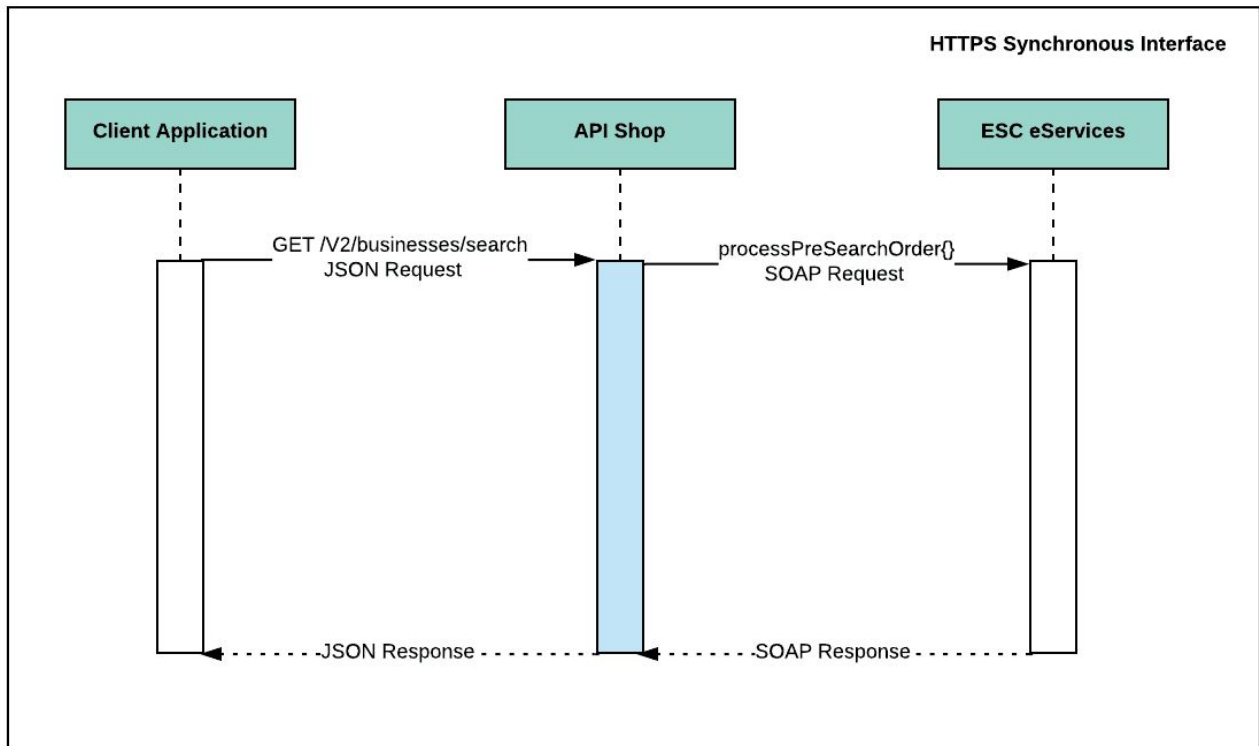 HTTPS Synchronous Interface
Client Application
API Shop
ESC eServices
GET /V2/businesses/search
JSON Request
processPreSearchOrder{}
SOAP Request
JSON Response
SOAP Response